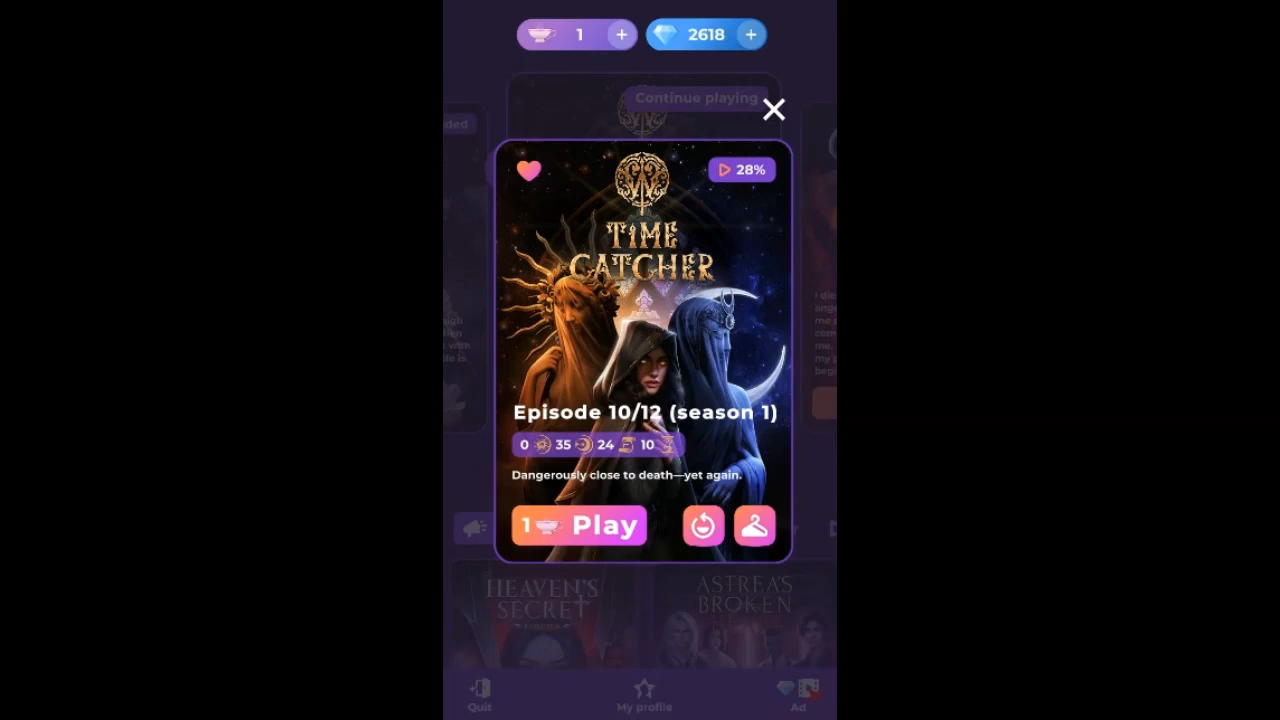 1 +
2618 +
Continue playing
ded
28%
TIME
CATCHER
Episode 10/12 (season 1)
0 35 24 10
Dangerously close to death—yet again.
1 Play
HEAVEN'S
SECRET
ASTREA'S
BROKEN
Quit
My profile
Ad